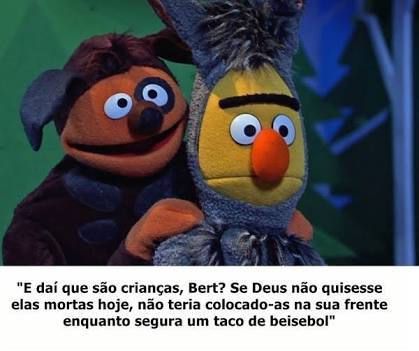 "E daí que são crianças, Bert? Se Deus não quisesse
elas mortas hoje, não teria colocado-as na sua frente
enquanto segura um taco de beisebol"